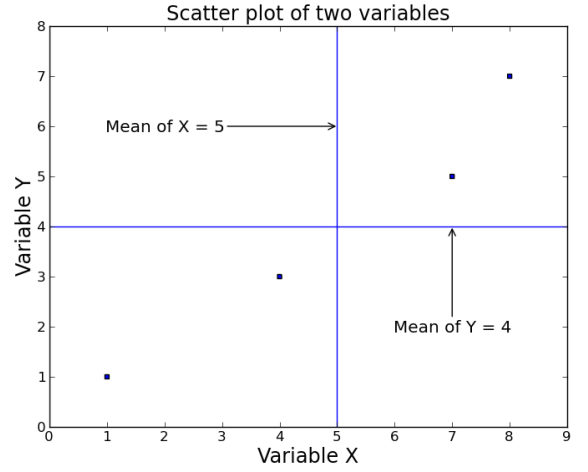 Scatter plot of two variables
8
7
6
5
4
3
2
1
0
Variable Y
Mean of X = 5
Mean of Y = 4
0 1 2 3 4 5 6 7 8 9
Variable X